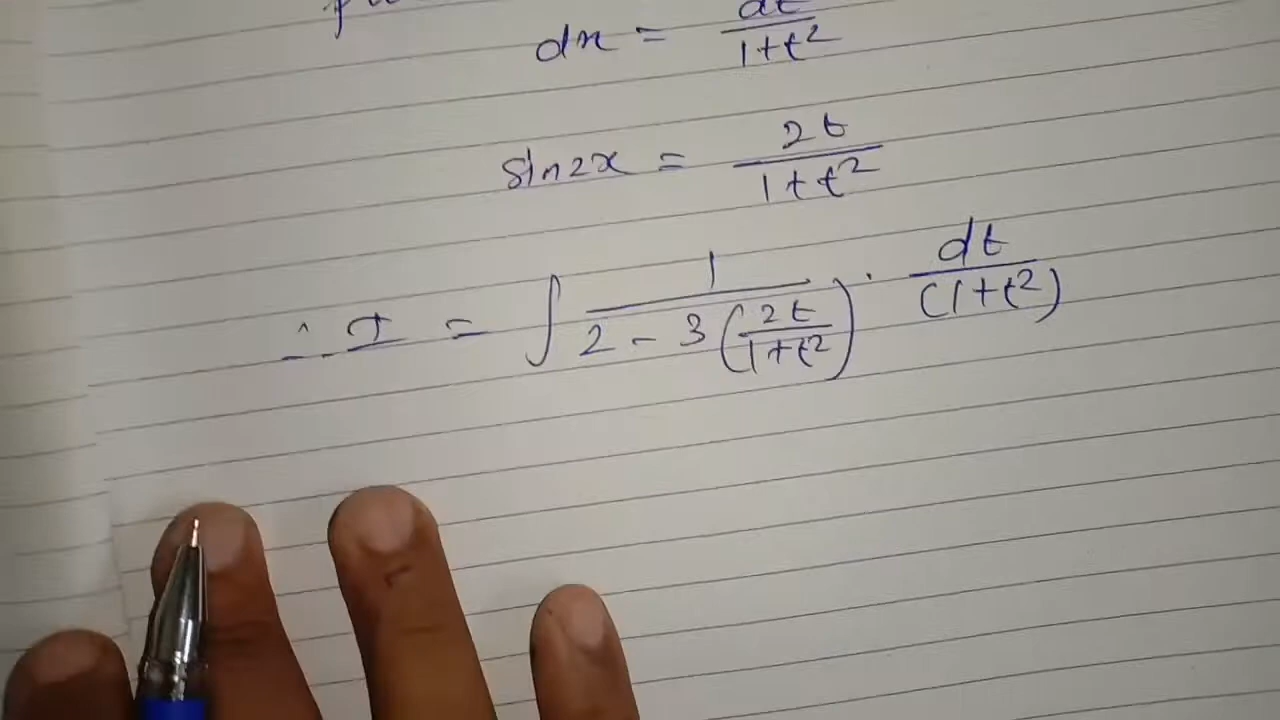 dx = dt/(1+t²)
sin2x = 2t/(1+t²)
∴ I = ∫ 1/(2 - 3(2t/(1+t²))) · dt/((1+t²))